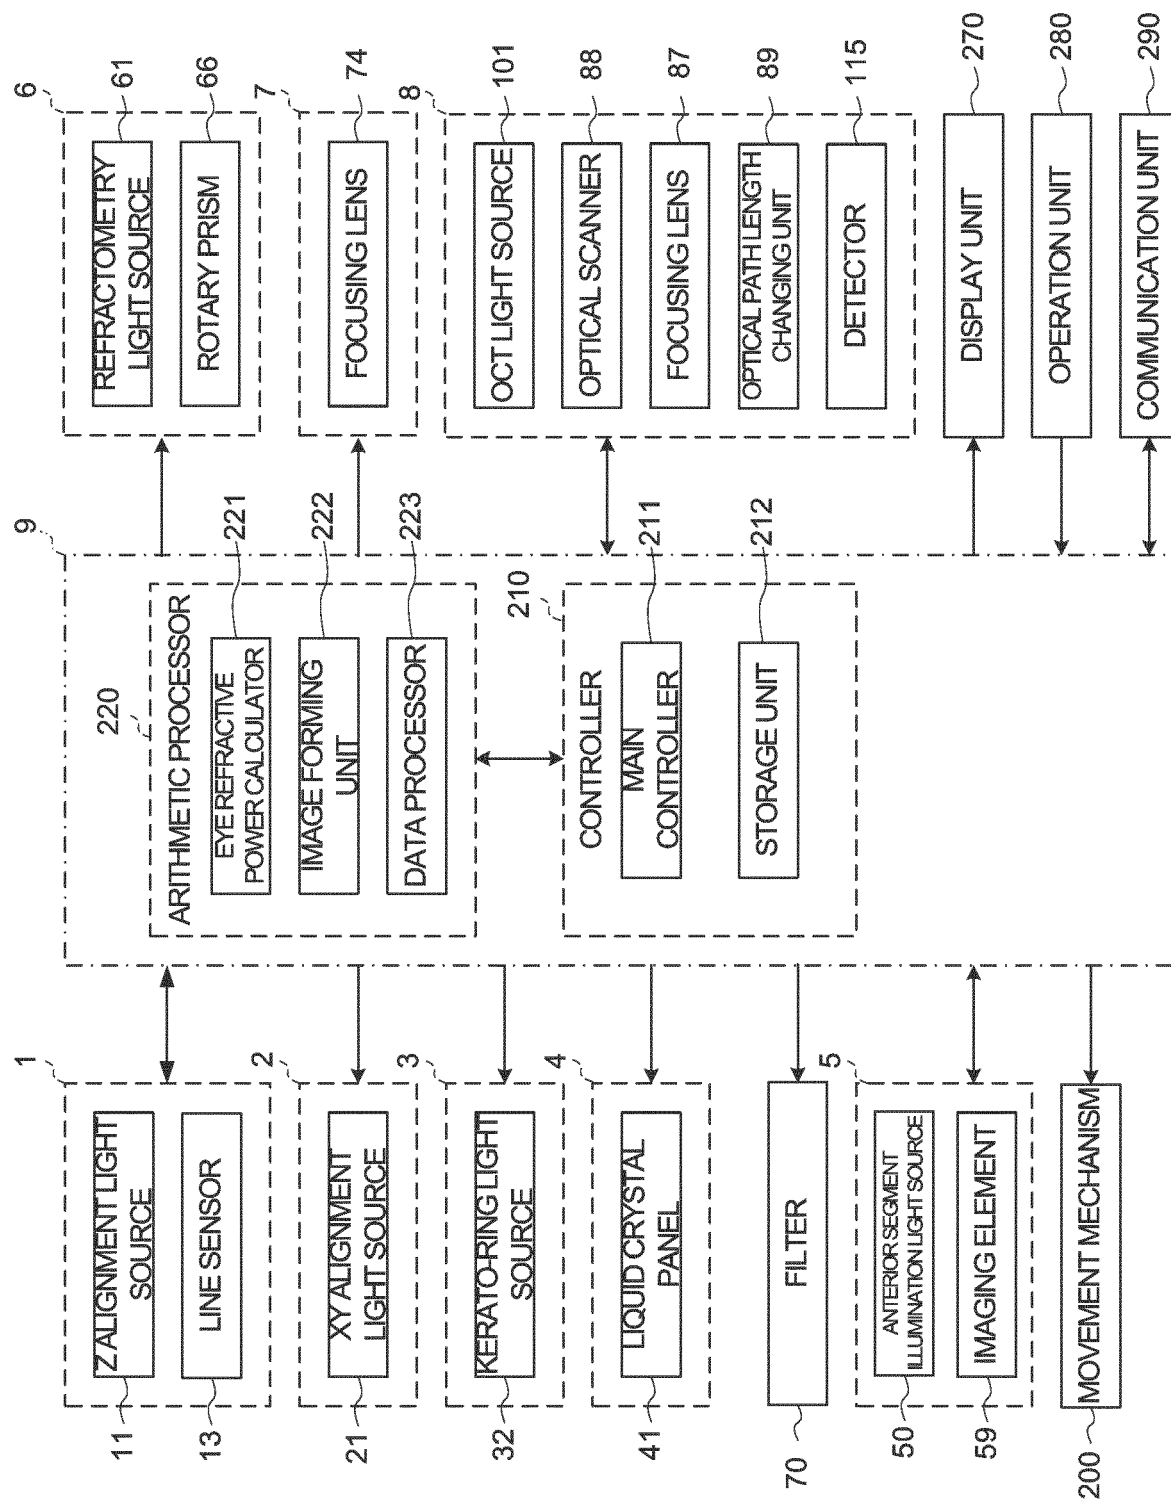 1
Z ALIGNMENT LIGHT
SOURCE
11
LINE SENSOR
13
2
XY ALIGNMENT
LIGHT SOURCE
21
3
KERATO-RING LIGHT
SOURCE
32
4
LIQUID CRYSTAL
PANEL
41
FILTER
70
5
ANTERIOR SEGMENT
ILLUMINATION LIGHT SOURCE
50
IMAGING ELEMENT
59
MOVEMENT MECHANISM
200
9
220
ARITHMETIC PROCESSOR
EYE REFRACTIVE
POWER CALCULATOR
221
IMAGE FORMING
UNIT
222
DATA PROCESSOR
223
210
CONTROLLER
MAIN
CONTROLLER
211
STORAGE UNIT
212
6
REFRACTOMETRY
LIGHT SOURCE
61
ROTARY PRISM
66
7
FOCUSING LENS
74
8
OCT LIGHT SOURCE
101
OPTICAL SCANNER
88
FOCUSING LENS
87
OPTICAL PATH LENGTH
CHANGING UNIT
89
DETECTOR
115
DISPLAY UNIT
270
OPERATION UNIT
280
COMMUNICATION UNIT
290